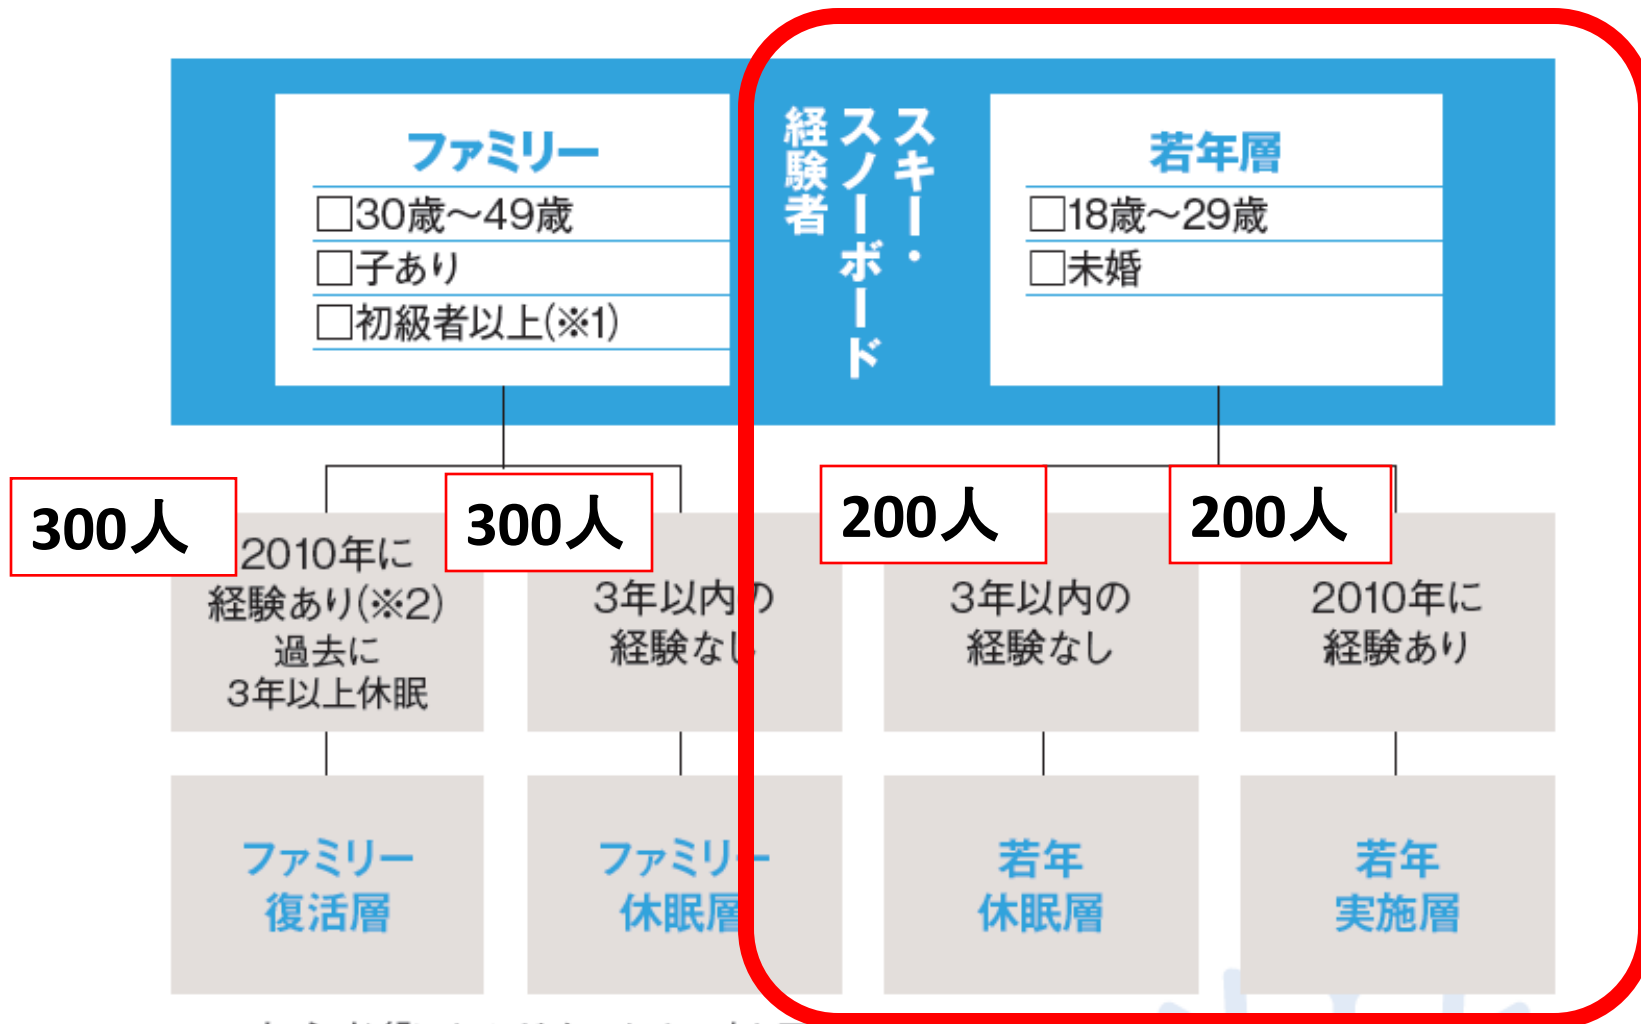 ファミリー
□30歳～49歳
□子あり
□初級者以上(※1)
スキー・
スノーボード
経験者
若年層
□18歳～29歳
□未婚
300人
2010年に
経験あり(※2)
過去に
3年以上休眠
300人
3年以内の
経験なし
200人
3年以内の
経験なし
200人
2010年に
経験あり
ファミリー
復活層
ファミリー
休眠層
若年
休眠層
若年
実施層